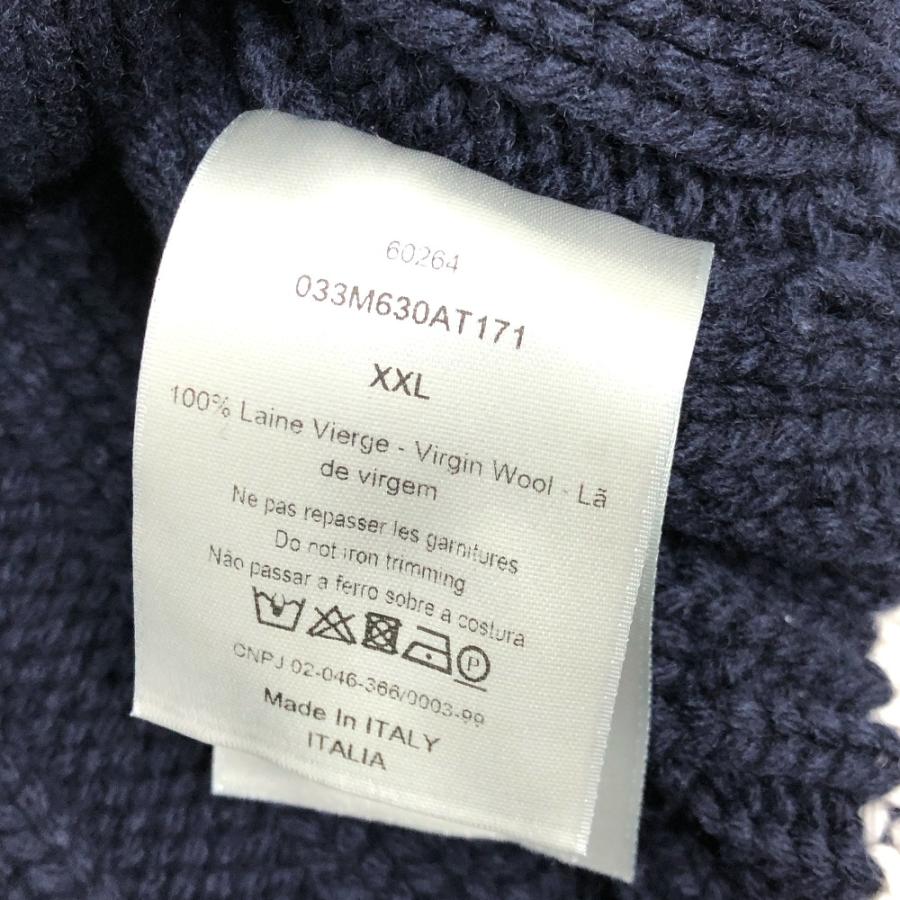 60264
033M630AT171
XXL
100% Laine Vierge - Virgin Wool - Lã
de virgem
Ne pas repasser les garnitures
Do not iron trimming
Não passar a ferro sobre a costura
P
CNPJ 02-046-366/0003-99
Made In ITALY
ITALIA